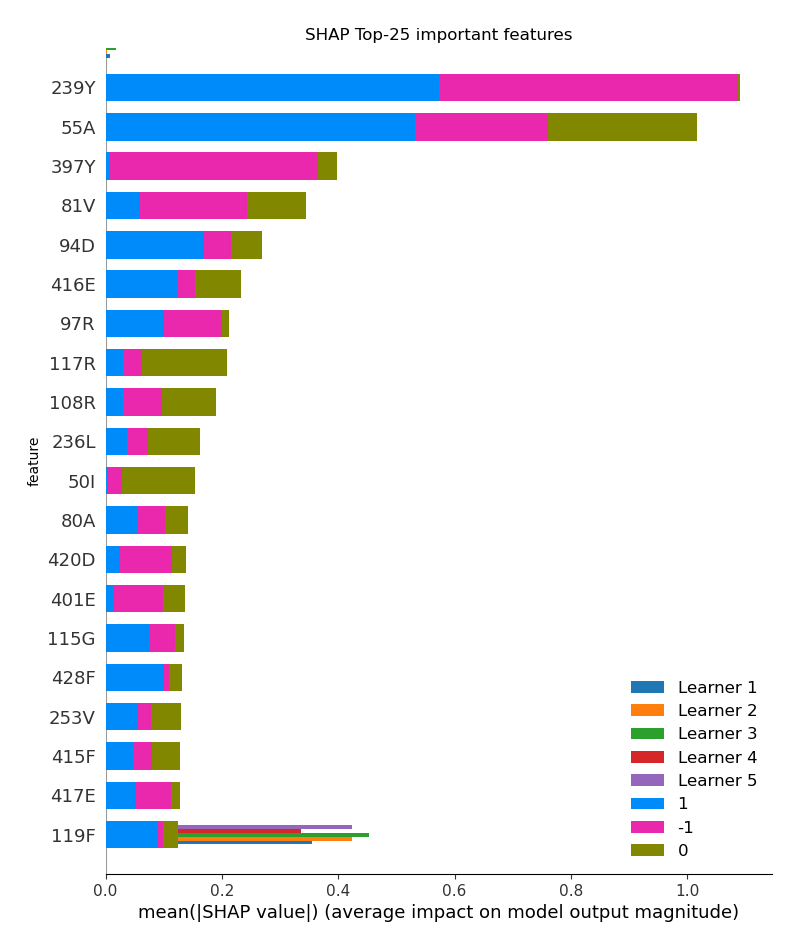 SHAP Top-25 important features
239Y
55A
397Y
81V
94D
416E
97R
117R
108R
236L
50I
80A
420D
401E
115G
428F
253V
415F
417E
119F
feature
Learner 1
Learner 2
Learner 3
Learner 4
Learner 5
1
-1
0
0.0 0.2 0.4 0.6 0.8 1.0
mean(|SHAP value|) (average impact on model output magnitude)